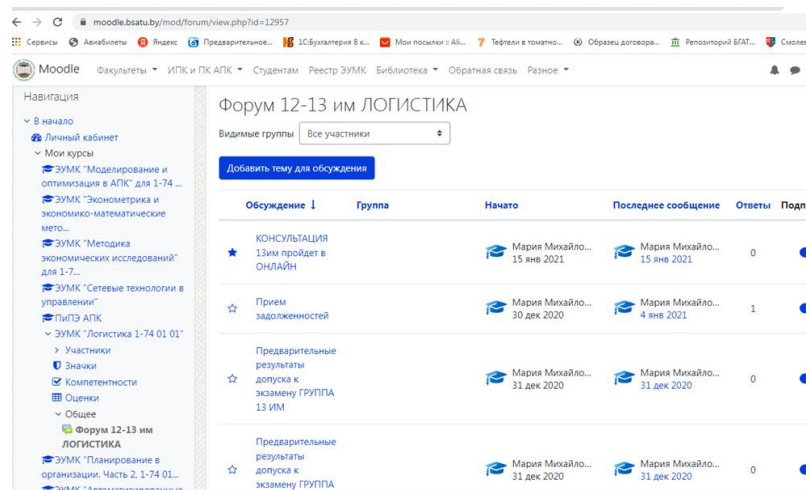 moodle.bsatu.by/mod/forum/view.php?id=12957
Сервисы Авиабилеты Яндекс Предварительное... 1С:Бухгалтерия 8 к... Мои посылки :: Ali... Тефтели в томатно... Образец договора... Репозиторий БГАТ... Смолев
Moodle Факультеты ИПК и ПК АПК Студентам Реестр ЭУМК Библиотека Обратная связь Разное
Навигация
В начало
Личный кабинет
Мои курсы
ЭУМК "Моделирование и
оптимизация в АПК" для 1-74 ...
ЭУМК "Эконометрика и
экономико-математические
мето...
ЭУМК "Методика
экономических исследований"
для 1-7...
ЭУМК "Сетевые технологии в
управлении"
ПиПЭ АПК
ЭУМК "Логистика 1-74 01 01"
Участники
Значки
Компетентности
Оценки
Общее
Форум 12-13 им
ЛОГИСТИКА
ЭУМК "Планирование в
организации. Часть 2, 1-74 01...
ЭУМК "Автоматизированные
Форум 12-13 им ЛОГИСТИКА
Видимые группы Все участники
Добавить тему для обсуждения
Обсуждение ↓ Группа Начато Последнее сообщение Ответы Подп
КОНСУЛЬТАЦИЯ
13им пройдет в
ОНЛАЙН
Мария Михайло... Мария Михайло...
15 янв 2021 15 янв 2021 0
Прием
задолженностей
Мария Михайло... Мария Михайло...
30 дек 2020 4 янв 2021 1
Предварительные
результаты
допуска к
экзамену ГРУППА
13 ИМ
Мария Михайло... Мария Михайло...
31 дек 2020 31 дек 2020 0
Предварительные
результаты
допуска к
экзамену ГРУППА
Мария Михайло... Мария Михайло...
31 дек 2020 31 дек 2020 0